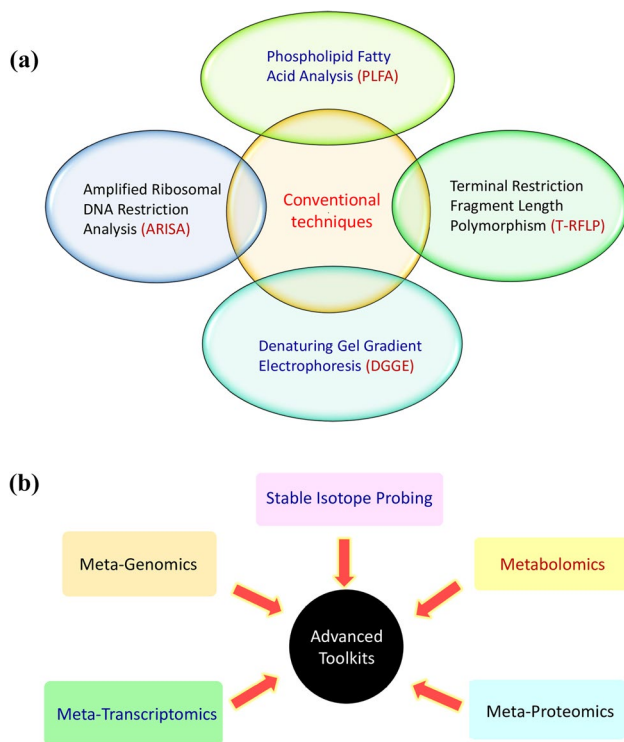 (a)
Phospholipid Fatty
Acid Analysis (PLFA)
Amplified Ribosomal
DNA Restriction
Analysis (ARISA)
Conventional
techniques
Terminal Restriction
Fragment Length
Polymorphism (T-RFLP)
Denaturing Gel Gradient
Electrophoresis (DGGE)
(b)
Stable Isotope Probing
Meta-Genomics
Metabolomics
Advanced
Toolkits
Meta-Transcriptomics
Meta-Proteomics